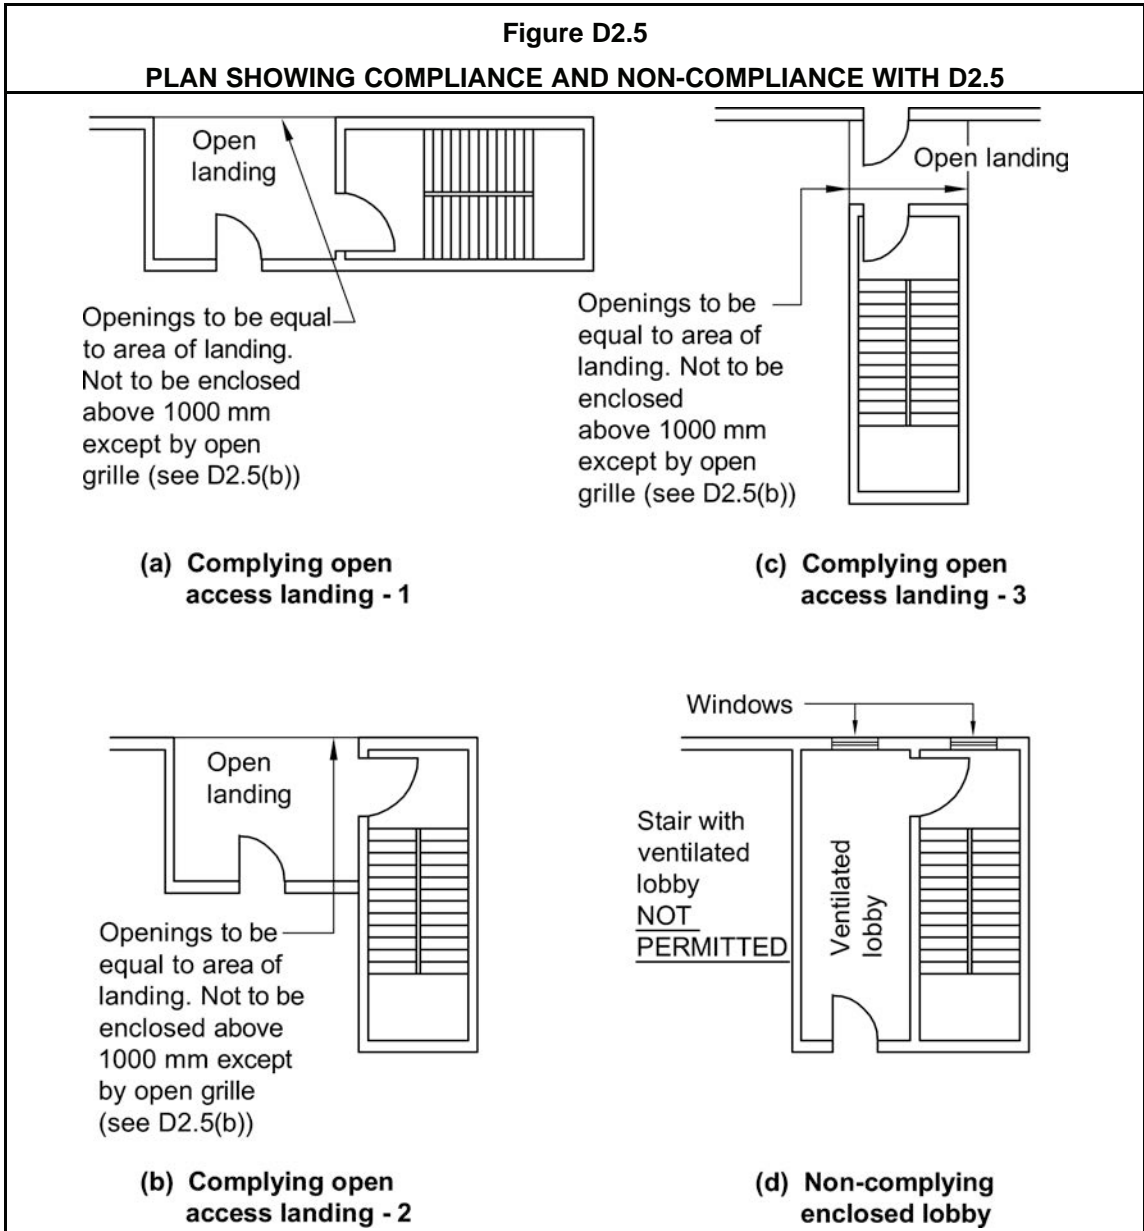 Figure D2.5
PLAN SHOWING COMPLIANCE AND NON-COMPLIANCE WITH D2.5
Open
landing
Openings to be equal
to area of landing.
Not to be enclosed
above 1000 mm
except by open
grille (see D2.5(b))
(a) Complying open
access landing - 1
Open landing
Openings to be
equal to area of
landing. Not to be
enclosed
above 1000 mm
except by open
grille (see D2.5(b))
(c) Complying open
access landing - 3
Open
landing
Openings to be
equal to area of
landing. Not to be
enclosed above
1000 mm except
by open grille
(see D2.5(b))
(b) Complying open
access landing - 2
Windows
Stair with
ventilated
lobby
NOT
PERMITTED
Ventilated
lobby
(d) Non-complying
enclosed lobby